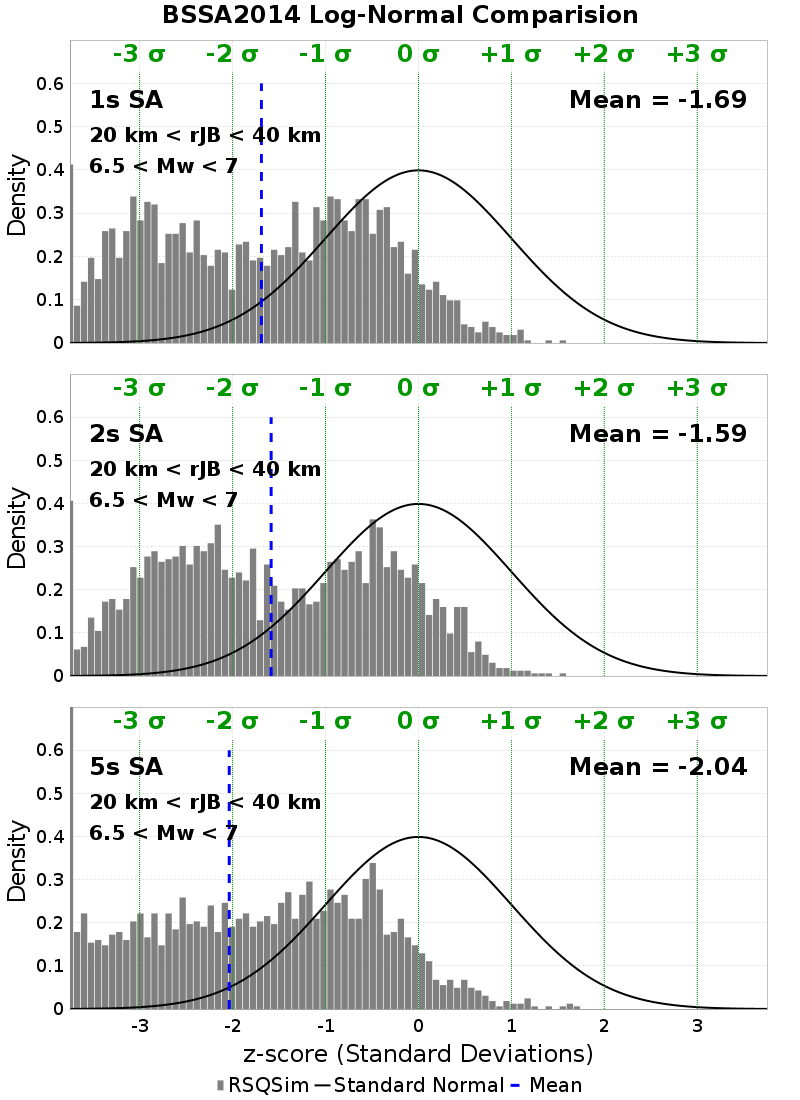 BSSA2014 Log-Normal Comparision
-3 σ -2 σ -1 σ 0 σ +1 σ +2 σ +3 σ
1s SA
Mean = -1.69
20 km < rJB < 40 km
6.5 < Mw < 7
Density
0.6
0.5
0.4
0.3
0.2
0.1
0
-3 σ -2 σ -1 σ 0 σ +1 σ +2 σ +3 σ
2s SA
Mean = -1.59
20 km < rJB < 40 km
6.5 < Mw < 7
Density
0.6
0.5
0.4
0.3
0.2
0.1
0
-3 σ -2 σ -1 σ 0 σ +1 σ +2 σ +3 σ
5s SA
Mean = -2.04
20 km < rJB < 40 km
6.5 < Mw < 7
Density
0.6
0.5
0.4
0.3
0.2
0.1
0
-3 -2 -1 0 1 2 3
z-score (Standard Deviations)
RSQSim Standard Normal Mean